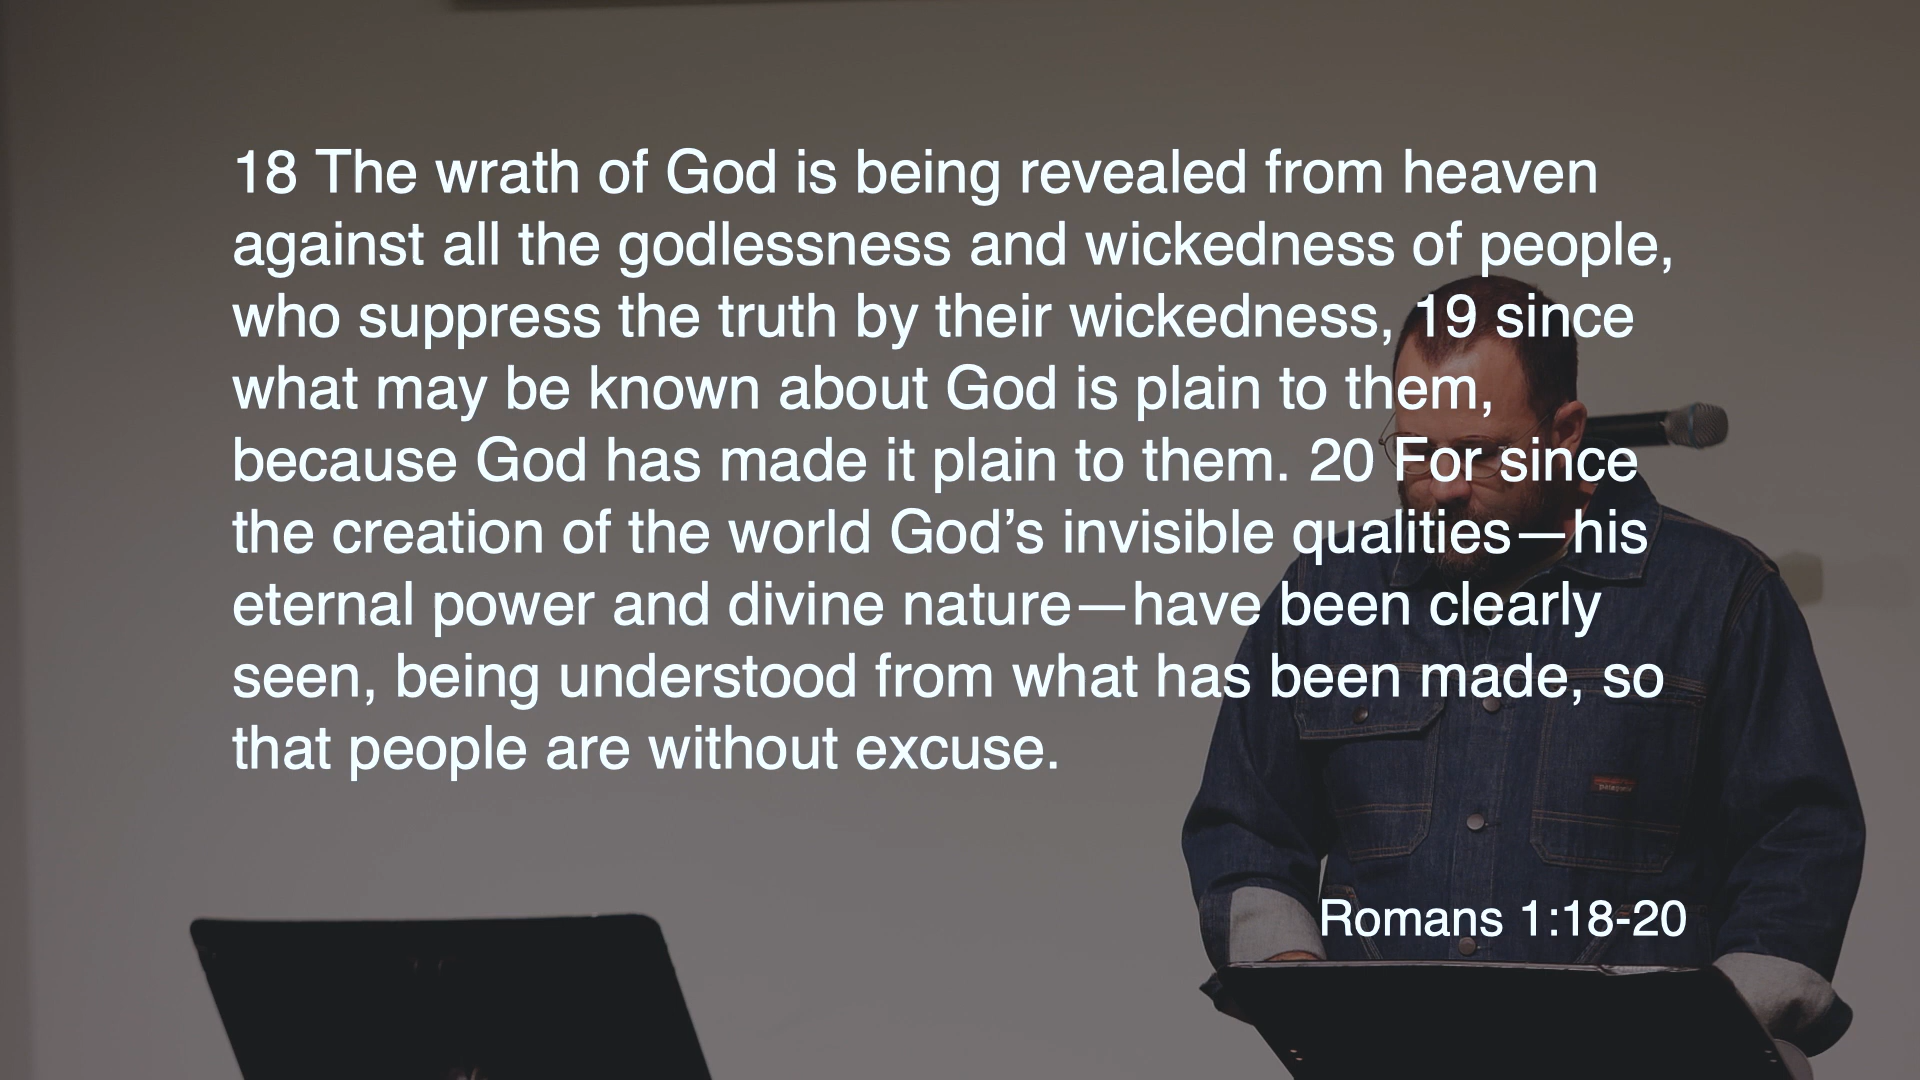 18 The wrath of God is being revealed from heaven
against all the godlessness and wickedness of people,
who suppress the truth by their wickedness, 19 since
what may be known about God is plain to them,
because God has made it plain to them. 20 For since
the creation of the world God’s invisible qualities—his
eternal power and divine nature—have been clearly
seen, being understood from what has been made, so
that people are without excuse.
patagonia
Romans 1:18-20